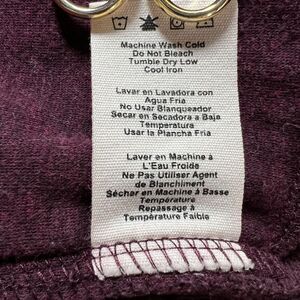 Machine Wash Cold
Do Not Bleach
Tumble Dry Low
Cool Iron
Lavar en Lavadora con
Agua Fria
No Usar Blanqueador
Secar en Secadora a Baja
Temperatura
Usar la Plancha Fria
Laver en Machine à
L'Eau Froide
Ne Pas Utiliser Agent
de Blanchiment
Sécher en Machine à Basse
Température
Repassage à
Température Faible